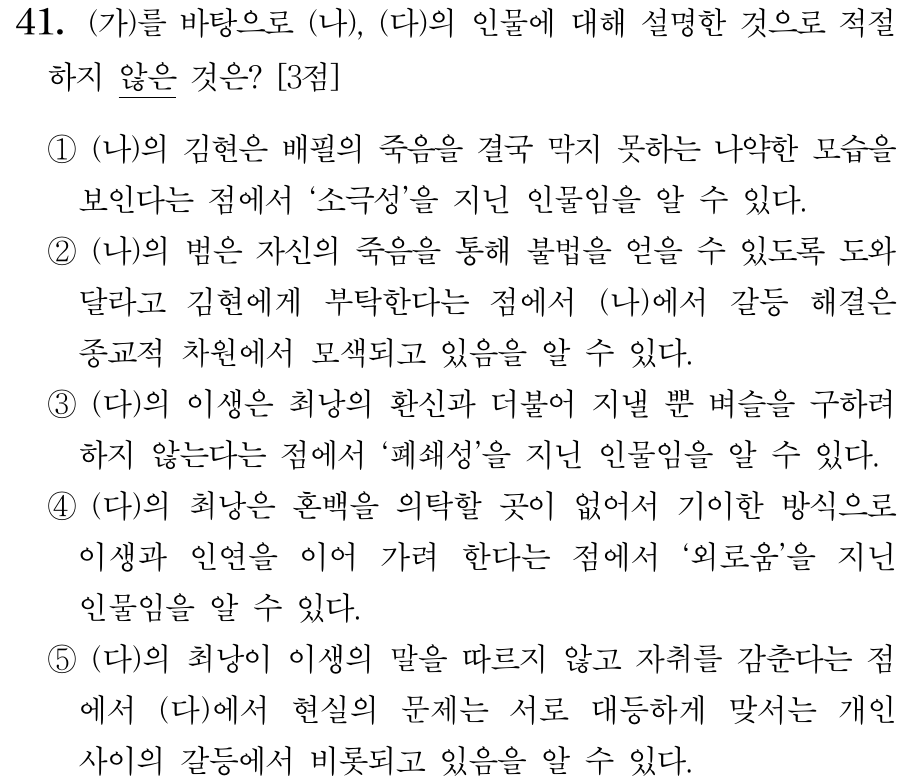 41. (가)를 바탕으로 (나), (다)의 인물에 대해 설명한 것으로 적절
하지 않은 것은? [3점]
① (나)의 김현은 배필의 죽음을 결국 막지 못하는 나약한 모습을
보인다는 점에서 ‘소극성’을 지닌 인물임을 알 수 있다.
② (나)의 범은 자신의 죽음을 통해 불법을 얻을 수 있도록 도와
달라고 김현에게 부탁한다는 점에서 (나)에서 갈등 해결은
종교적 차원에서 모색되고 있음을 알 수 있다.
③ (다)의 이생은 최낭의 환신과 더불어 지낼 뿐 벼슬을 구하려
하지 않는다는 점에서 ‘폐쇄성’을 지닌 인물임을 알 수 있다.
④ (다)의 최낭은 혼백을 의탁할 곳이 없어서 기이한 방식으로
이생과 인연을 이어 가려 한다는 점에서 ‘외로움’을 지닌
인물임을 알 수 있다.
⑤ (다)의 최낭이 이생의 말을 따르지 않고 자취를 감춘다는 점
에서 (다)에서 현실의 문제는 서로 대등하게 맞서는 개인
사이의 갈등에서 비롯되고 있음을 알 수 있다.